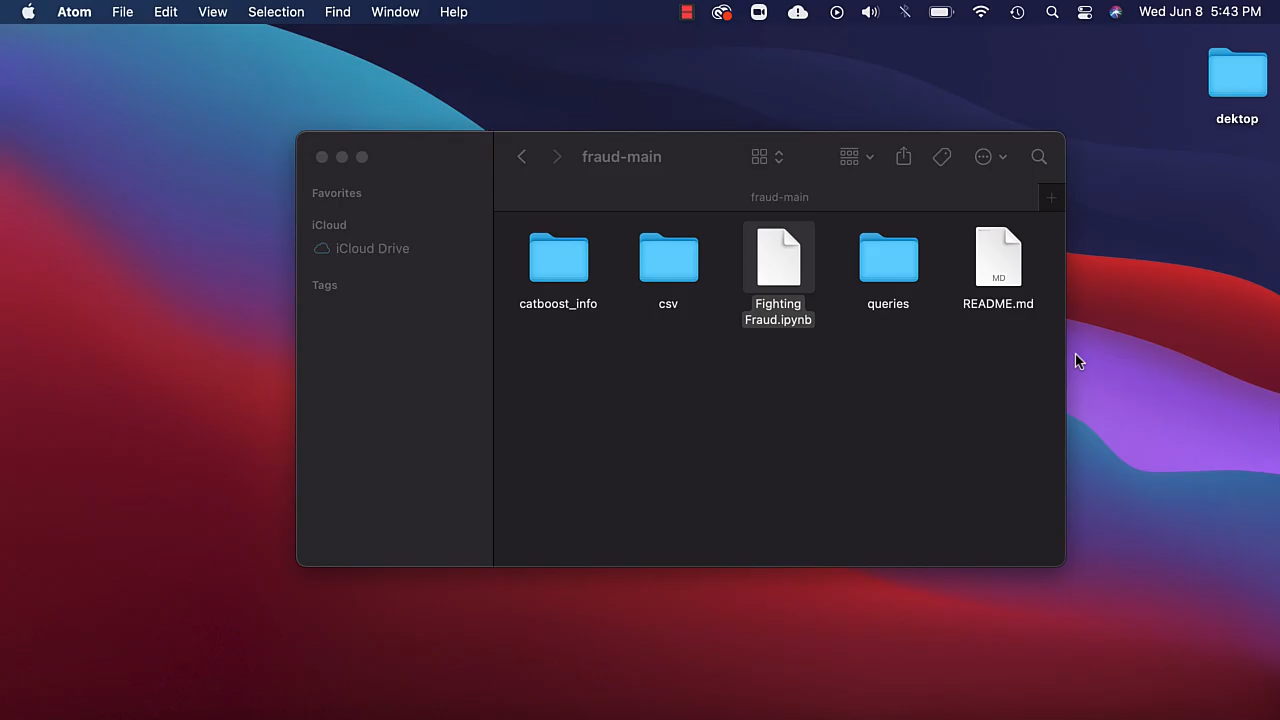 Atom File Edit View Selection Find Window Help Wed Jun 8 5:43 PM
dektop
fraud-main
Favorites
fraud-main
iCloud
iCloud Drive
Tags
MD
catboost_info csv Fighting Fraud.ipynb queries README.md